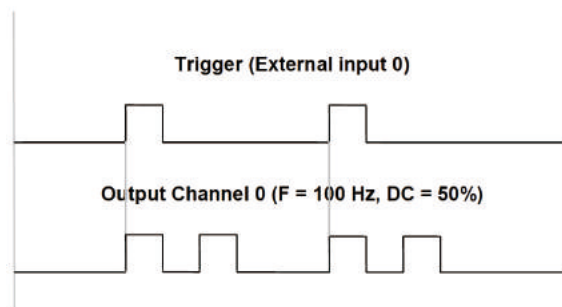 Trigger (External input 0)
Output Channel 0 (F = 100 Hz, DC = 50%)